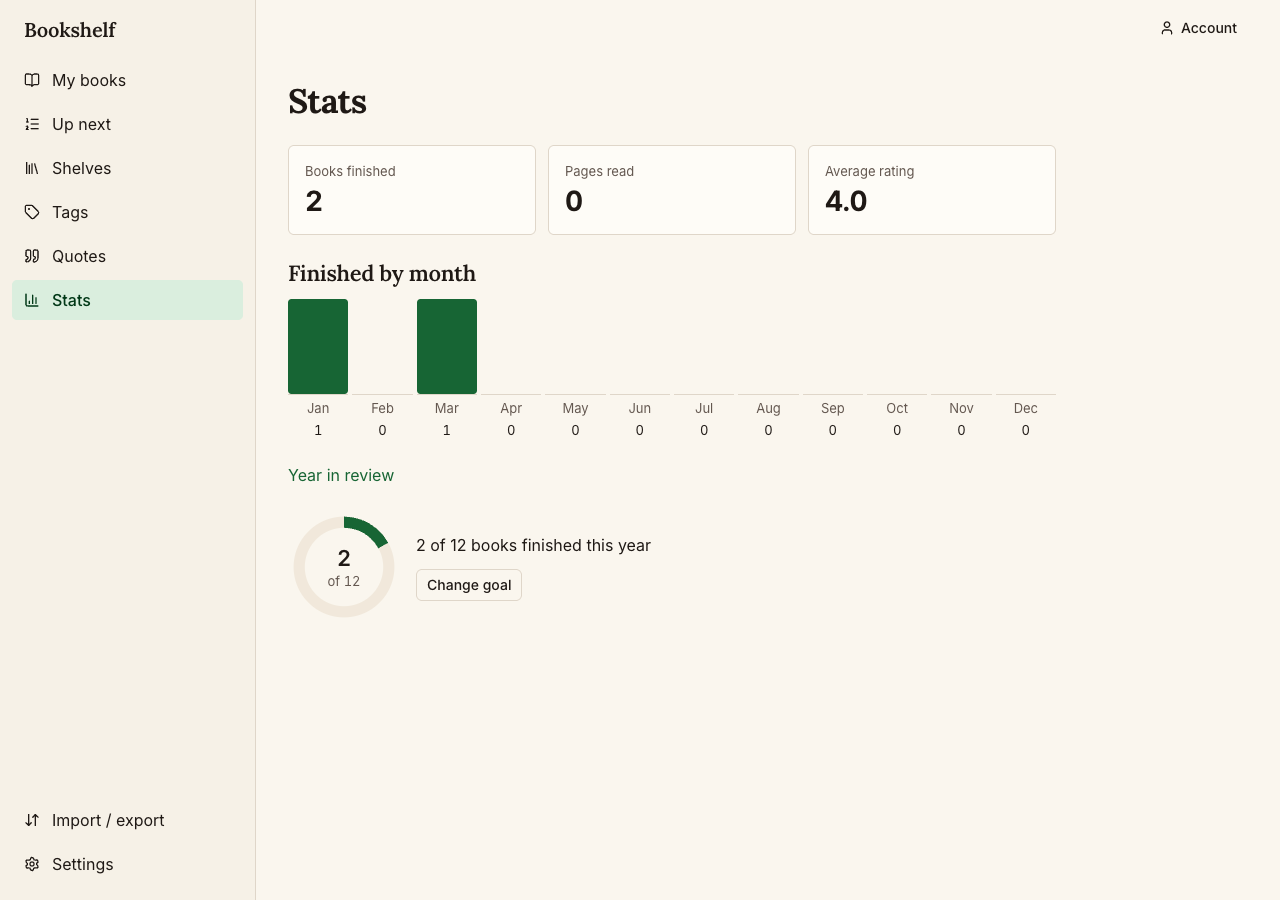 Bookshelf
My books
Up next
Shelves
Tags
Quotes
Stats
Import / export
Settings
Account
Stats
Books finished
2
Pages read
0
Average rating
4.0
Finished by month
Jan Feb Mar Apr May Jun Jul Aug Sep Oct Nov Dec
1 0 1 0 0 0 0 0 0 0 0 0
Year in review
2
of 12
2 of 12 books finished this year
Change goal